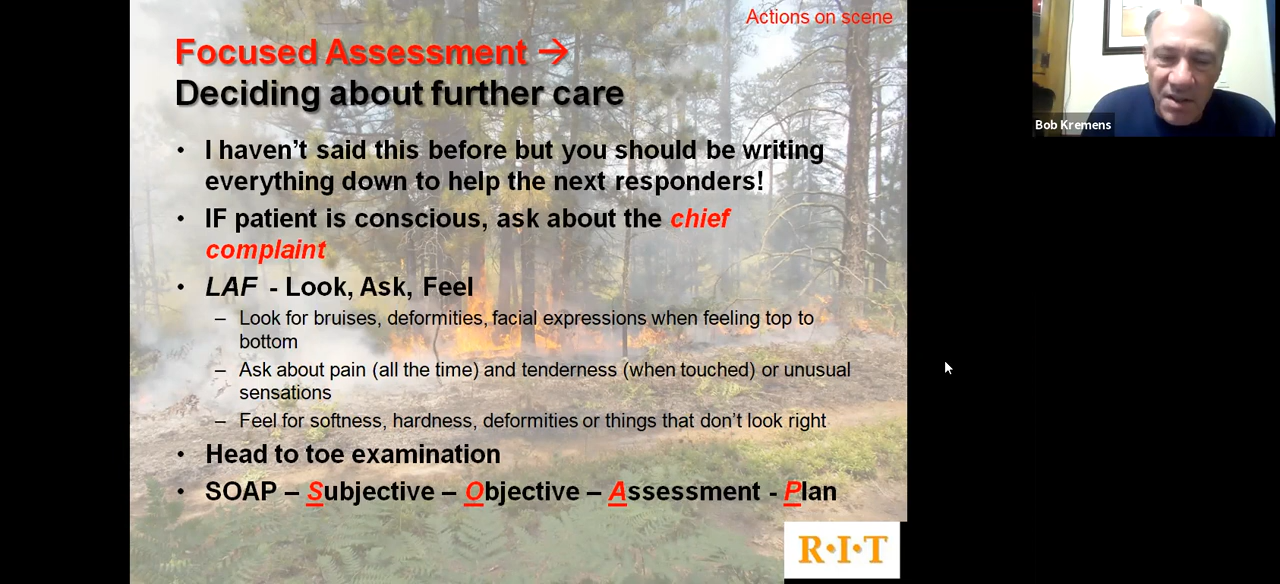 Actions on scene
Focused Assessment →
Deciding about further care
• I haven’t said this before but you should be writing
everything down to help the next responders!
• IF patient is conscious, ask about the chief
complaint
• LAF - Look, Ask, Feel
– Look for bruises, deformities, facial expressions when feeling top to
bottom
– Ask about pain (all the time) and tenderness (when touched) or unusual
sensations
– Feel for softness, hardness, deformities or things that don’t look right
• Head to toe examination
• SOAP – Subjective – Objective – Assessment - Plan
R·I·T
Bob Kremens